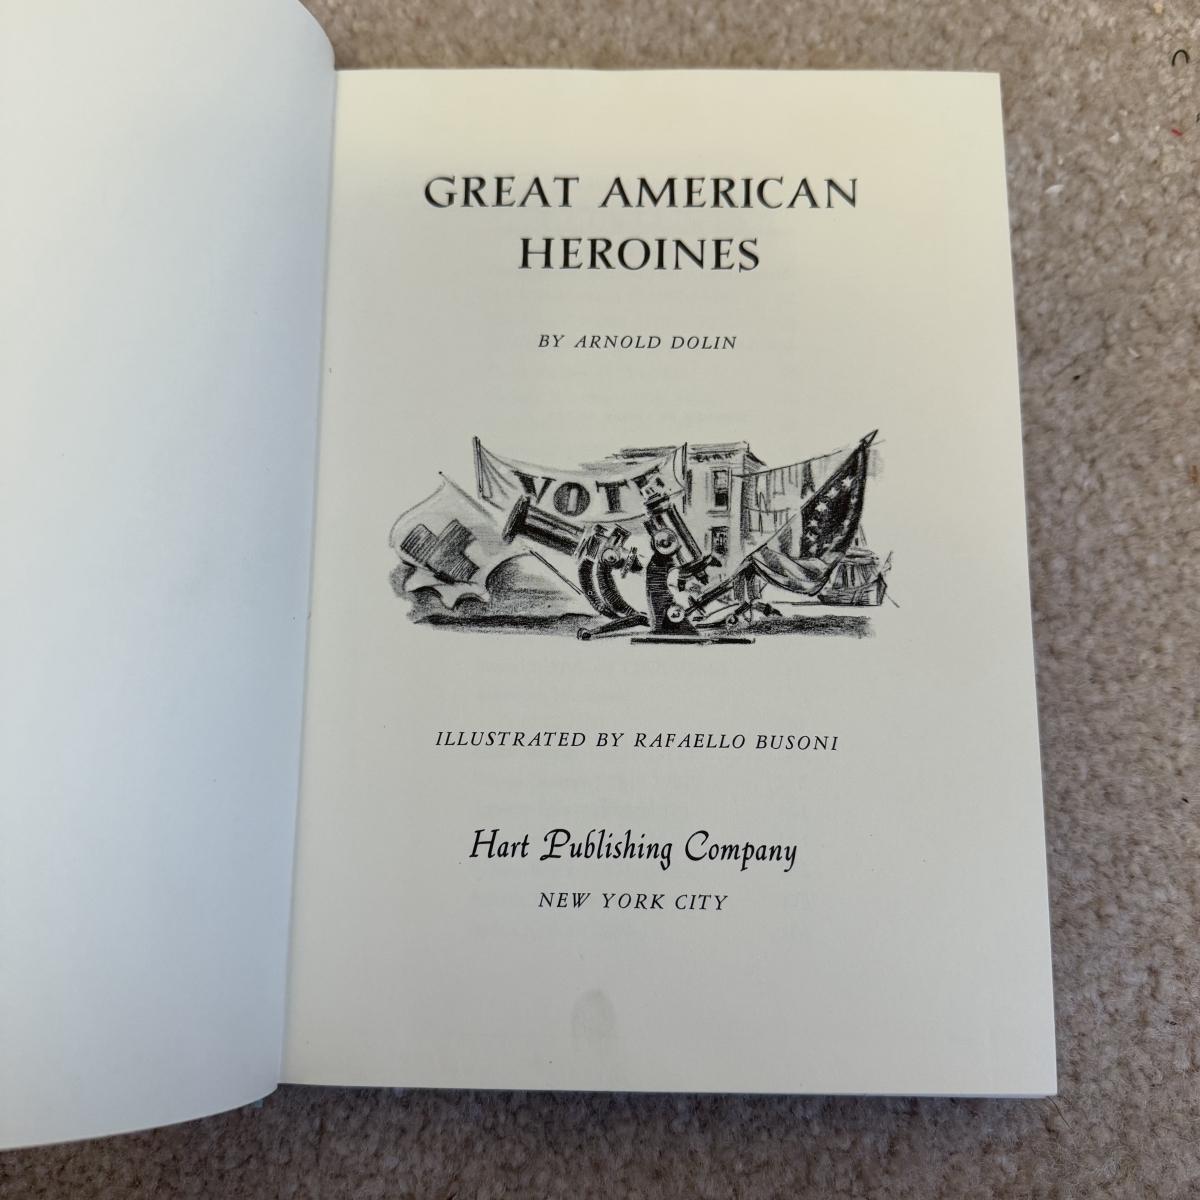 GREAT AMERICAN
HEROINES
BY ARNOLD DOLIN
VOTE
ILLUSTRATED BY RAFAELLO BUSONI
Hart Publishing Company
NEW YORK CITY